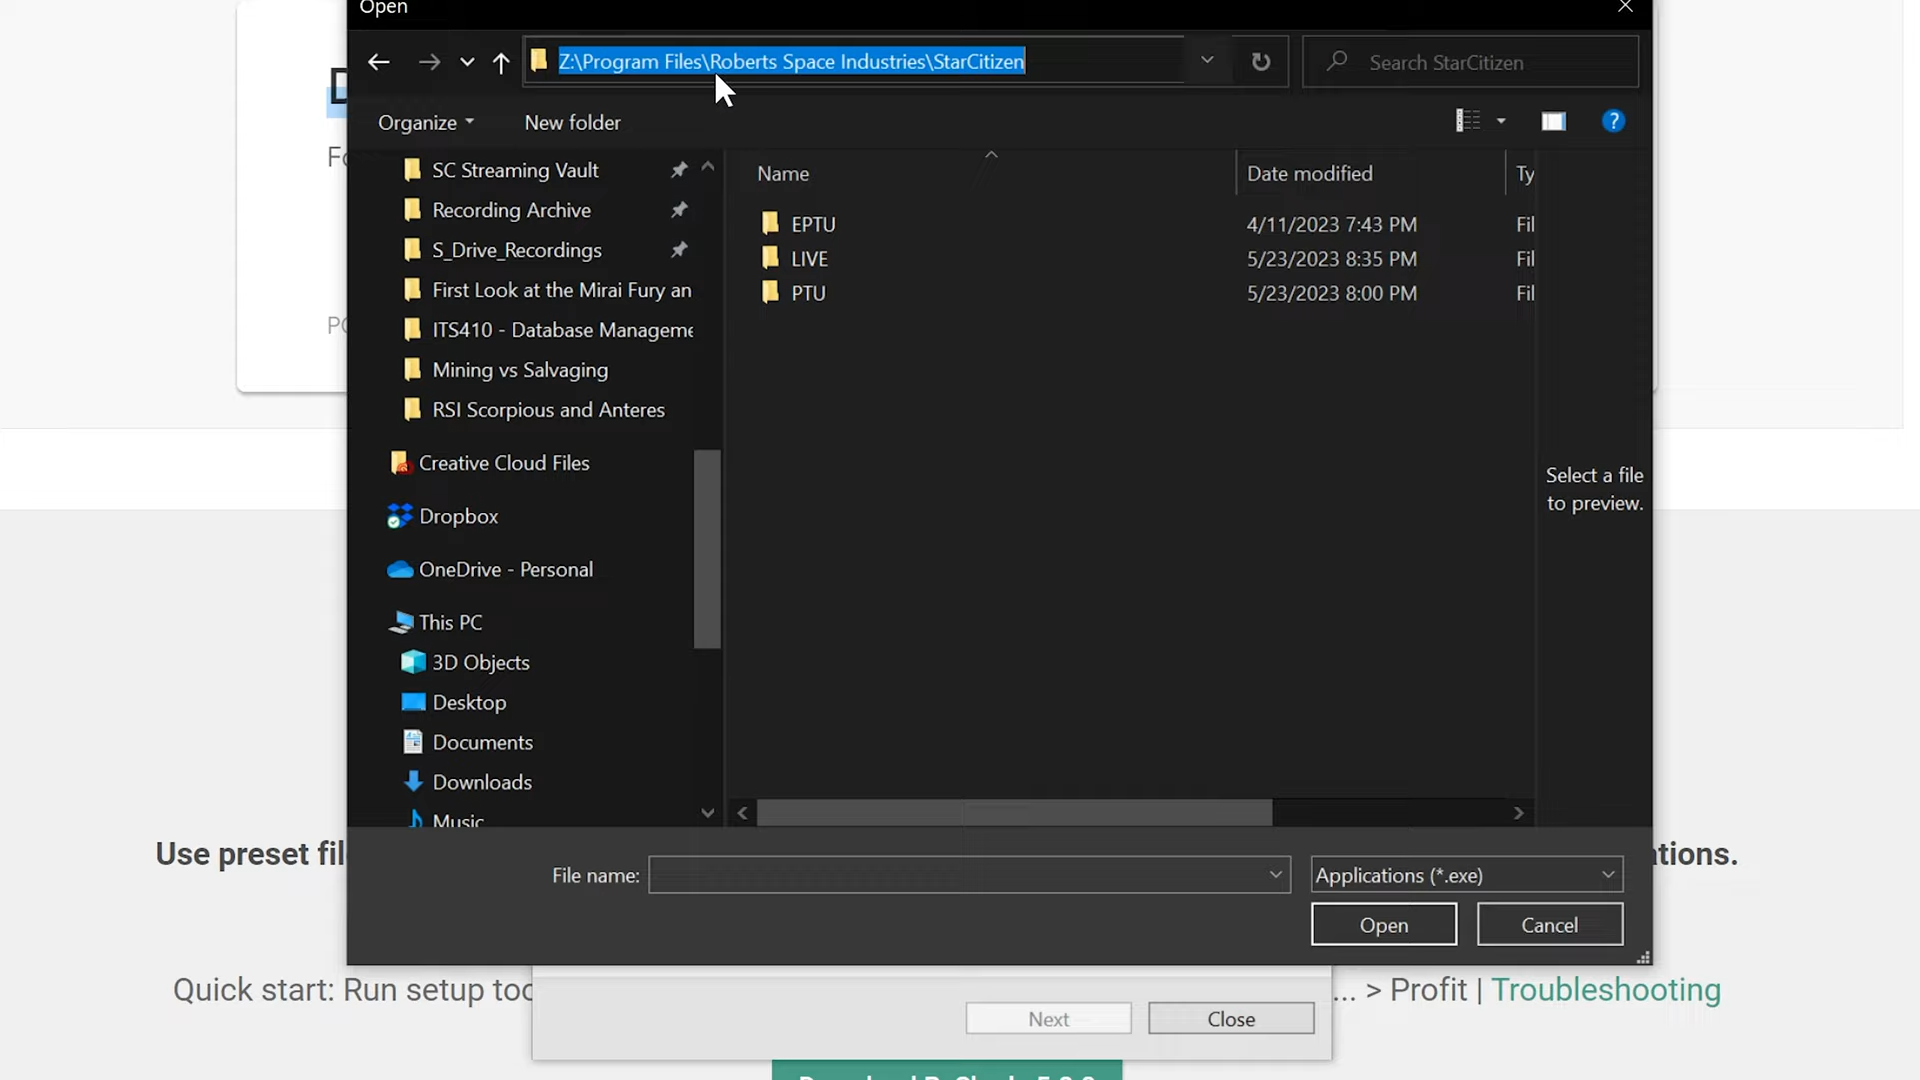 Open
Z:\Program Files\Roberts Space Industries\StarCitizen
Search StarCitizen
Organize
New folder
?
SC Streaming Vault
Recording Archive
S_Drive_Recordings
First Look at the Mirai Fury an
ITS410 - Database Manageme
Mining vs Salvaging
RSI Scorpious and Anteres
Creative Cloud Files
Dropbox
OneDrive - Personal
This PC
3D Objects
Desktop
Documents
Downloads
Music
Name
Date modified
Ty
EPTU
4/11/2023 7:43 PM
Fil
LIVE
5/23/2023 8:35 PM
Fil
PTU
5/23/2023 8:00 PM
Fil
Select a file
to preview.
File name:
Applications (*.exe)
Open
Cancel
D
Fo
PC
Use preset fil
tions.
Quick start: Run setup too
... > Profit | Troubleshooting
Next
Close